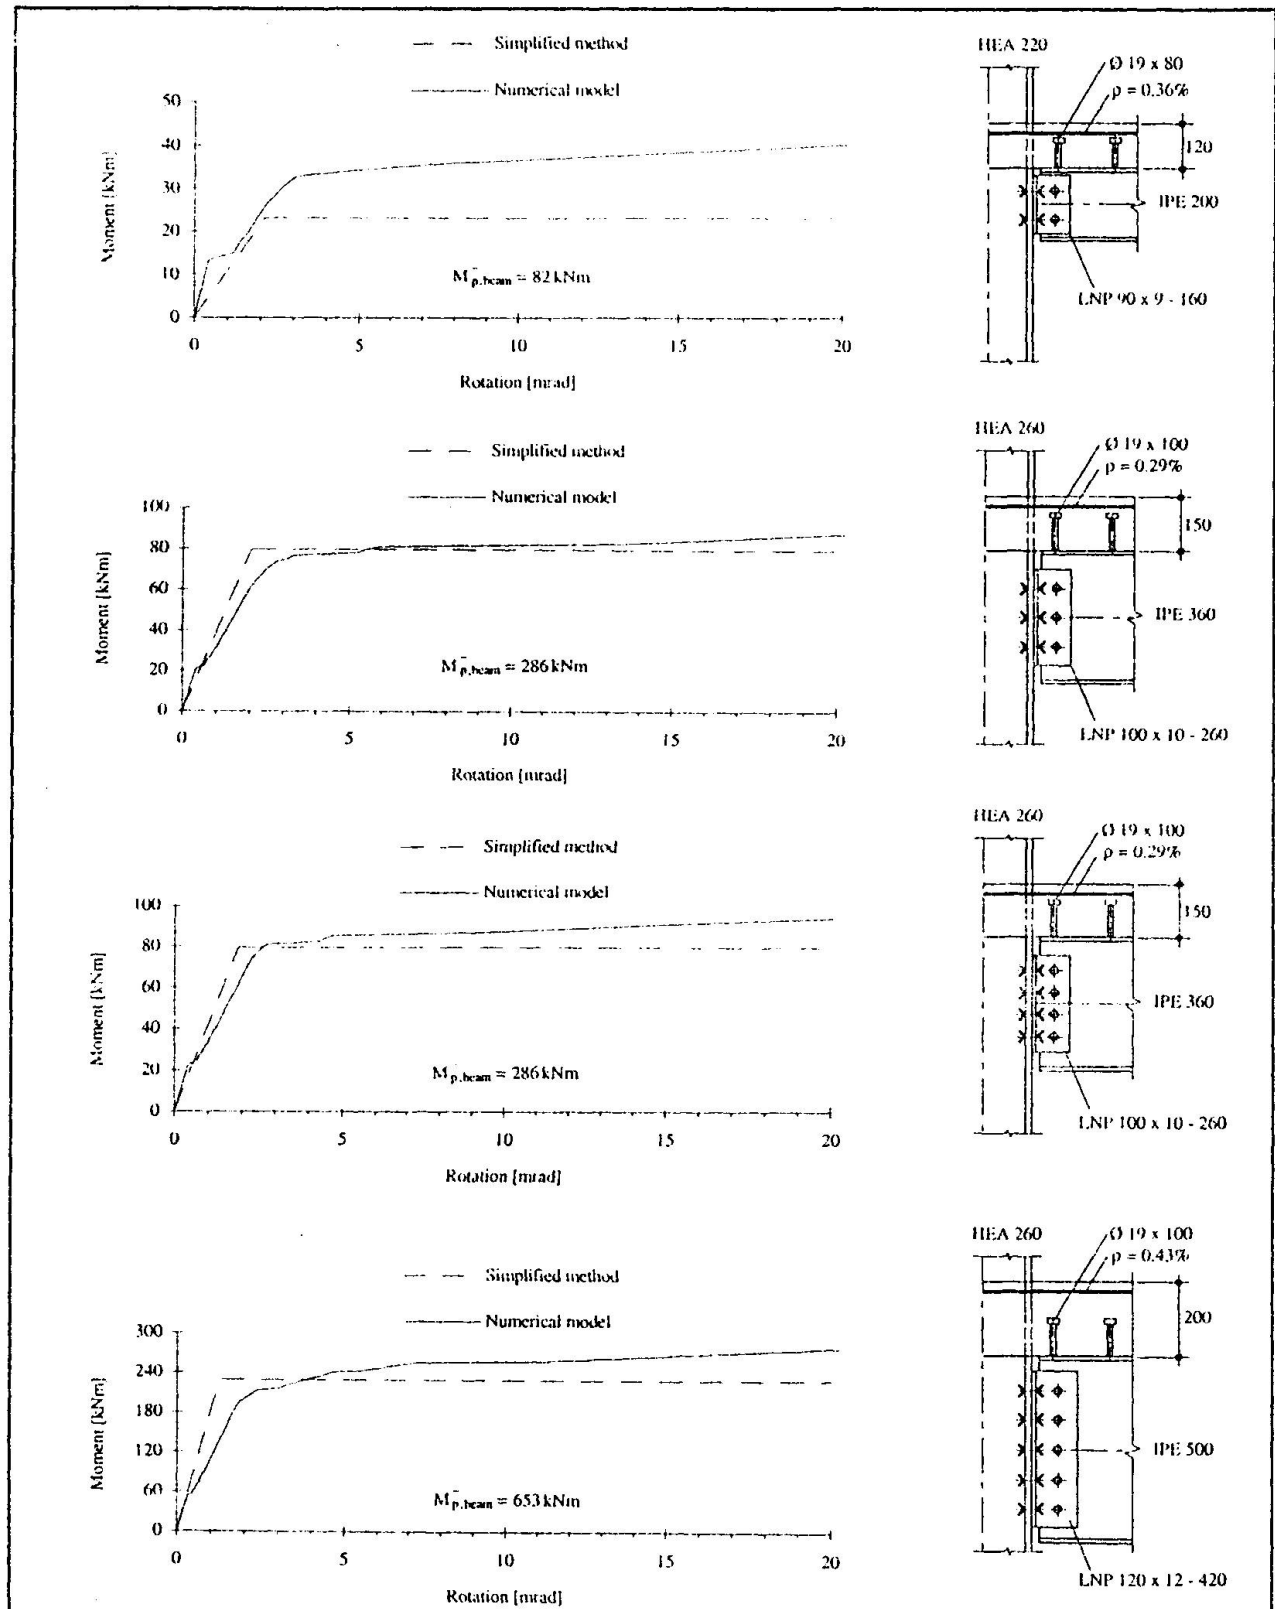 Simplified method
Numerical model
Moment [kNm]
50
40
30
20
10
0
M⁻p,beam = 82 kNm
0 5 10 15 20
Rotation [mrad]
HEA 220
Ø 19 x 80
ρ = 0.36%
120
IPE 200
LNP 90 x 9 - 160
Simplified method
Numerical model
Moment [kNm]
100
80
60
40
20
0
M⁻p,beam = 286 kNm
0 5 10 15 20
Rotation [mrad]
HEA 260
Ø 19 x 100
ρ = 0.29%
150
IPE 360
LNP 100 x 10 - 260
Simplified method
Numerical model
Moment [kNm]
100
80
60
40
20
0
M⁻p,beam = 286 kNm
0 5 10 15 20
Rotation [mrad]
HEA 260
Ø 19 x 100
ρ = 0.29%
150
IPE 360
LNP 100 x 10 - 260
Simplified method
Numerical model
Moment [kNm]
300
240
180
120
60
0
M⁻p,beam = 653 kNm
0 5 10 15 20
Rotation [mrad]
HEA 260
Ø 19 x 100
ρ = 0.43%
200
IPE 500
LNP 120 x 12 - 420